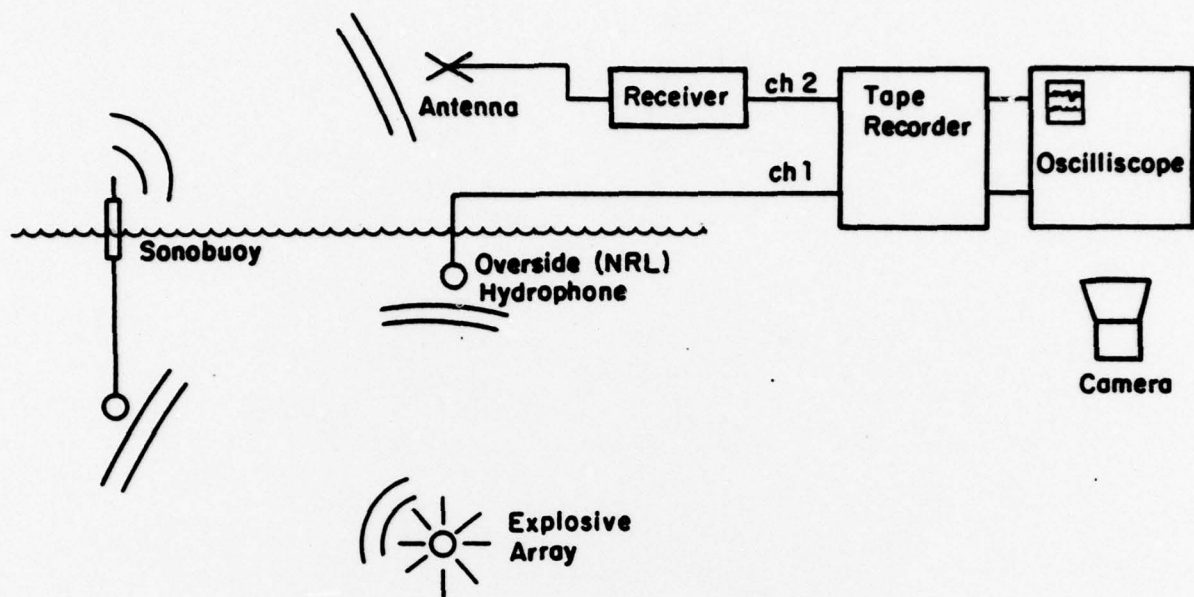 Antenna
Receiver
ch 2
Tape
Recorder
Oscilliscope
ch 1
Sonobuoy
Overside (NRL)
Hydrophone
Camera
Explosive
Array